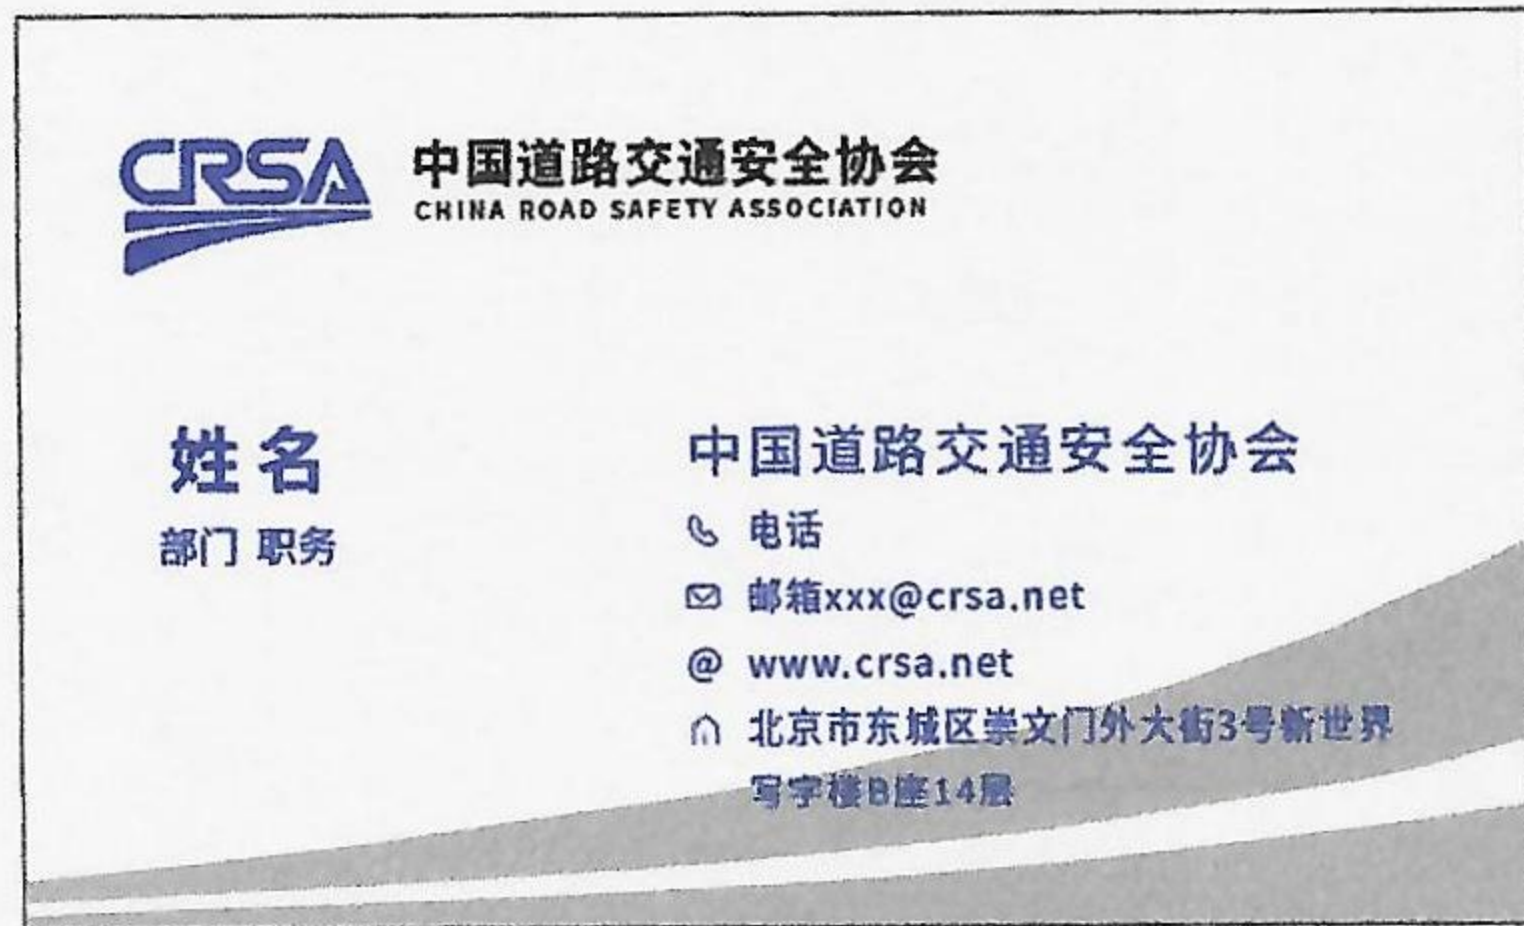 CRSA
中国道路交通安全协会
CHINA ROAD SAFETY ASSOCIATION
姓名
部门 职务
中国道路交通安全协会
电话
邮箱xxx@crsa.net
@ www.crsa.net
北京市东城区崇文门外大街3号新世界
写字楼B座14层